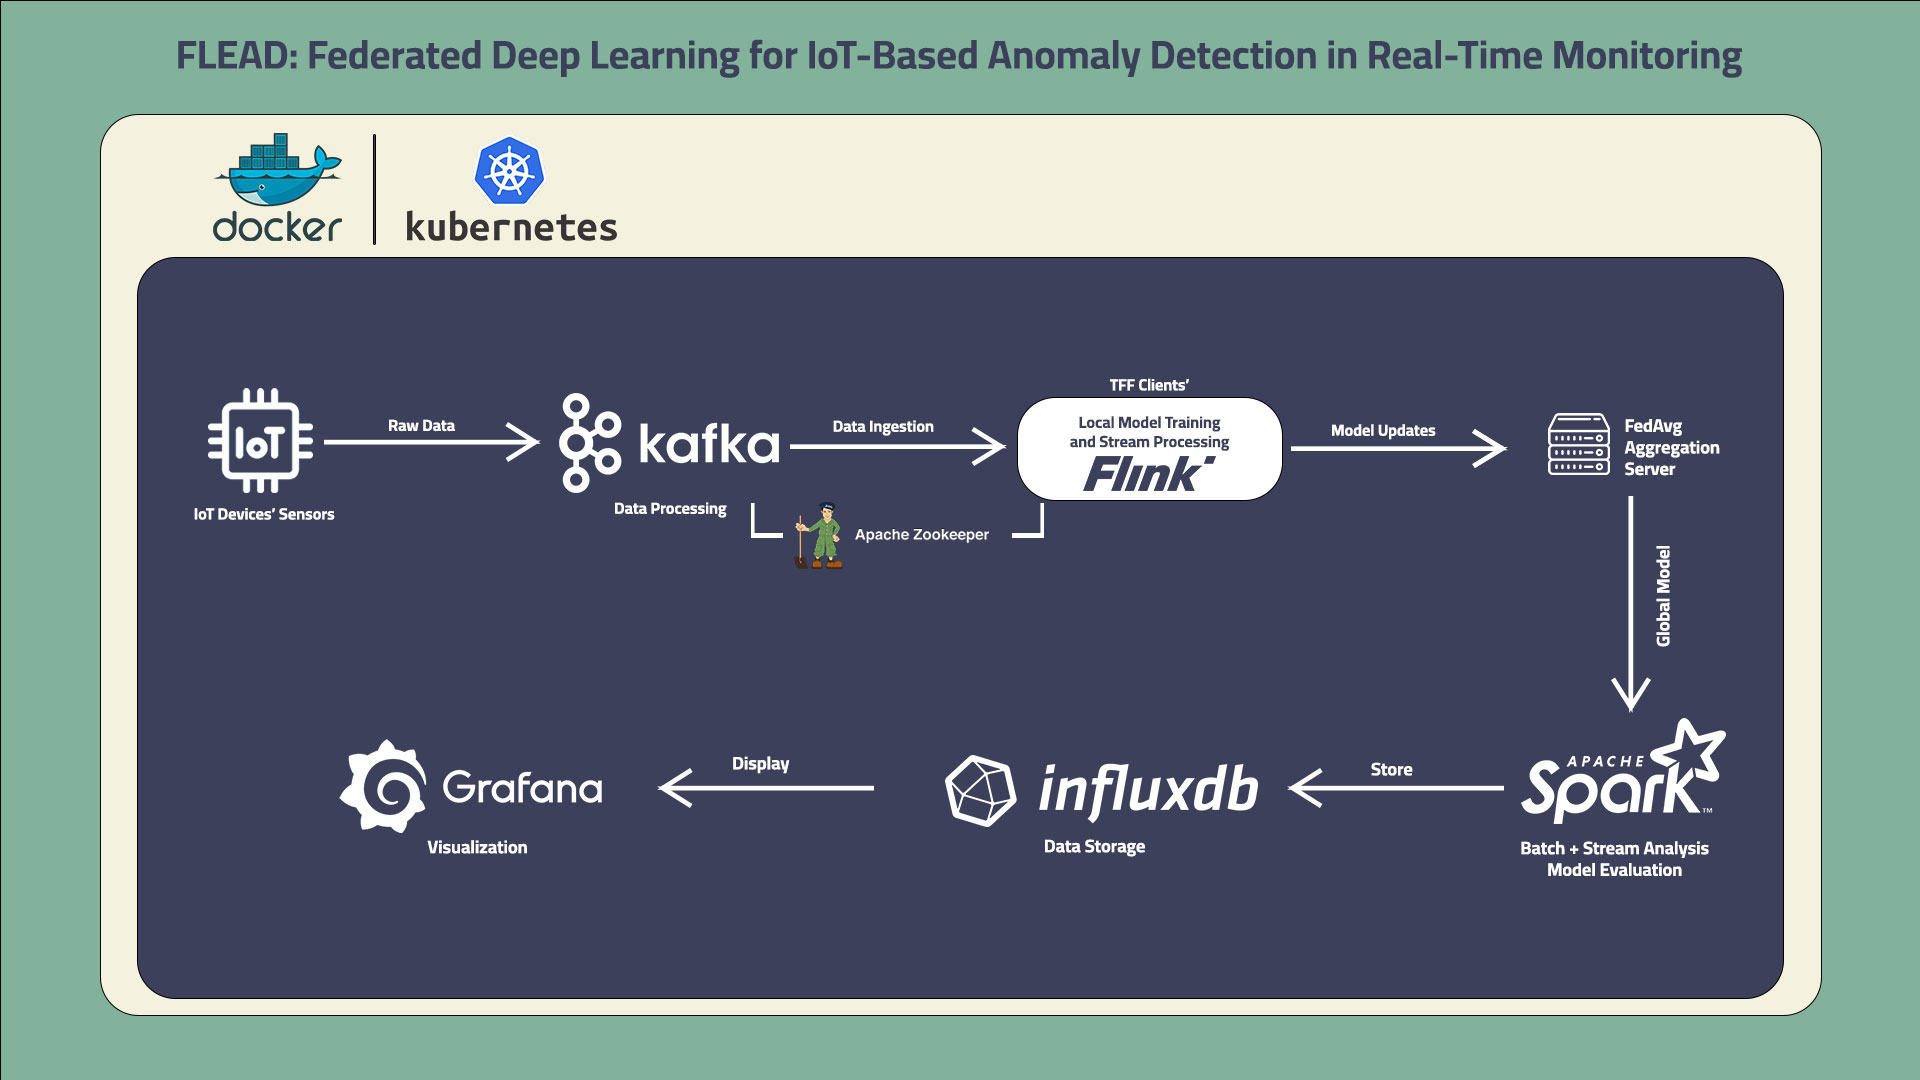 FLEAD: Federated Deep Learning for IoT-Based Anomaly Detection in Real-Time Monitoring
docker
kubernetes
IoT
IoT Devices' Sensors
Raw Data
kafka
Data Processing
Data Ingestion
Apache Zookeeper
TFF Clients'
Local Model Training
and Stream Processing
Flink
Model Updates
FedAvg
Aggregation
Server
Global Model
APACHE
Spark™
Batch + Stream Analysis
Model Evaluation
Store
influxdb
Data Storage
Display
Grafana
Visualization